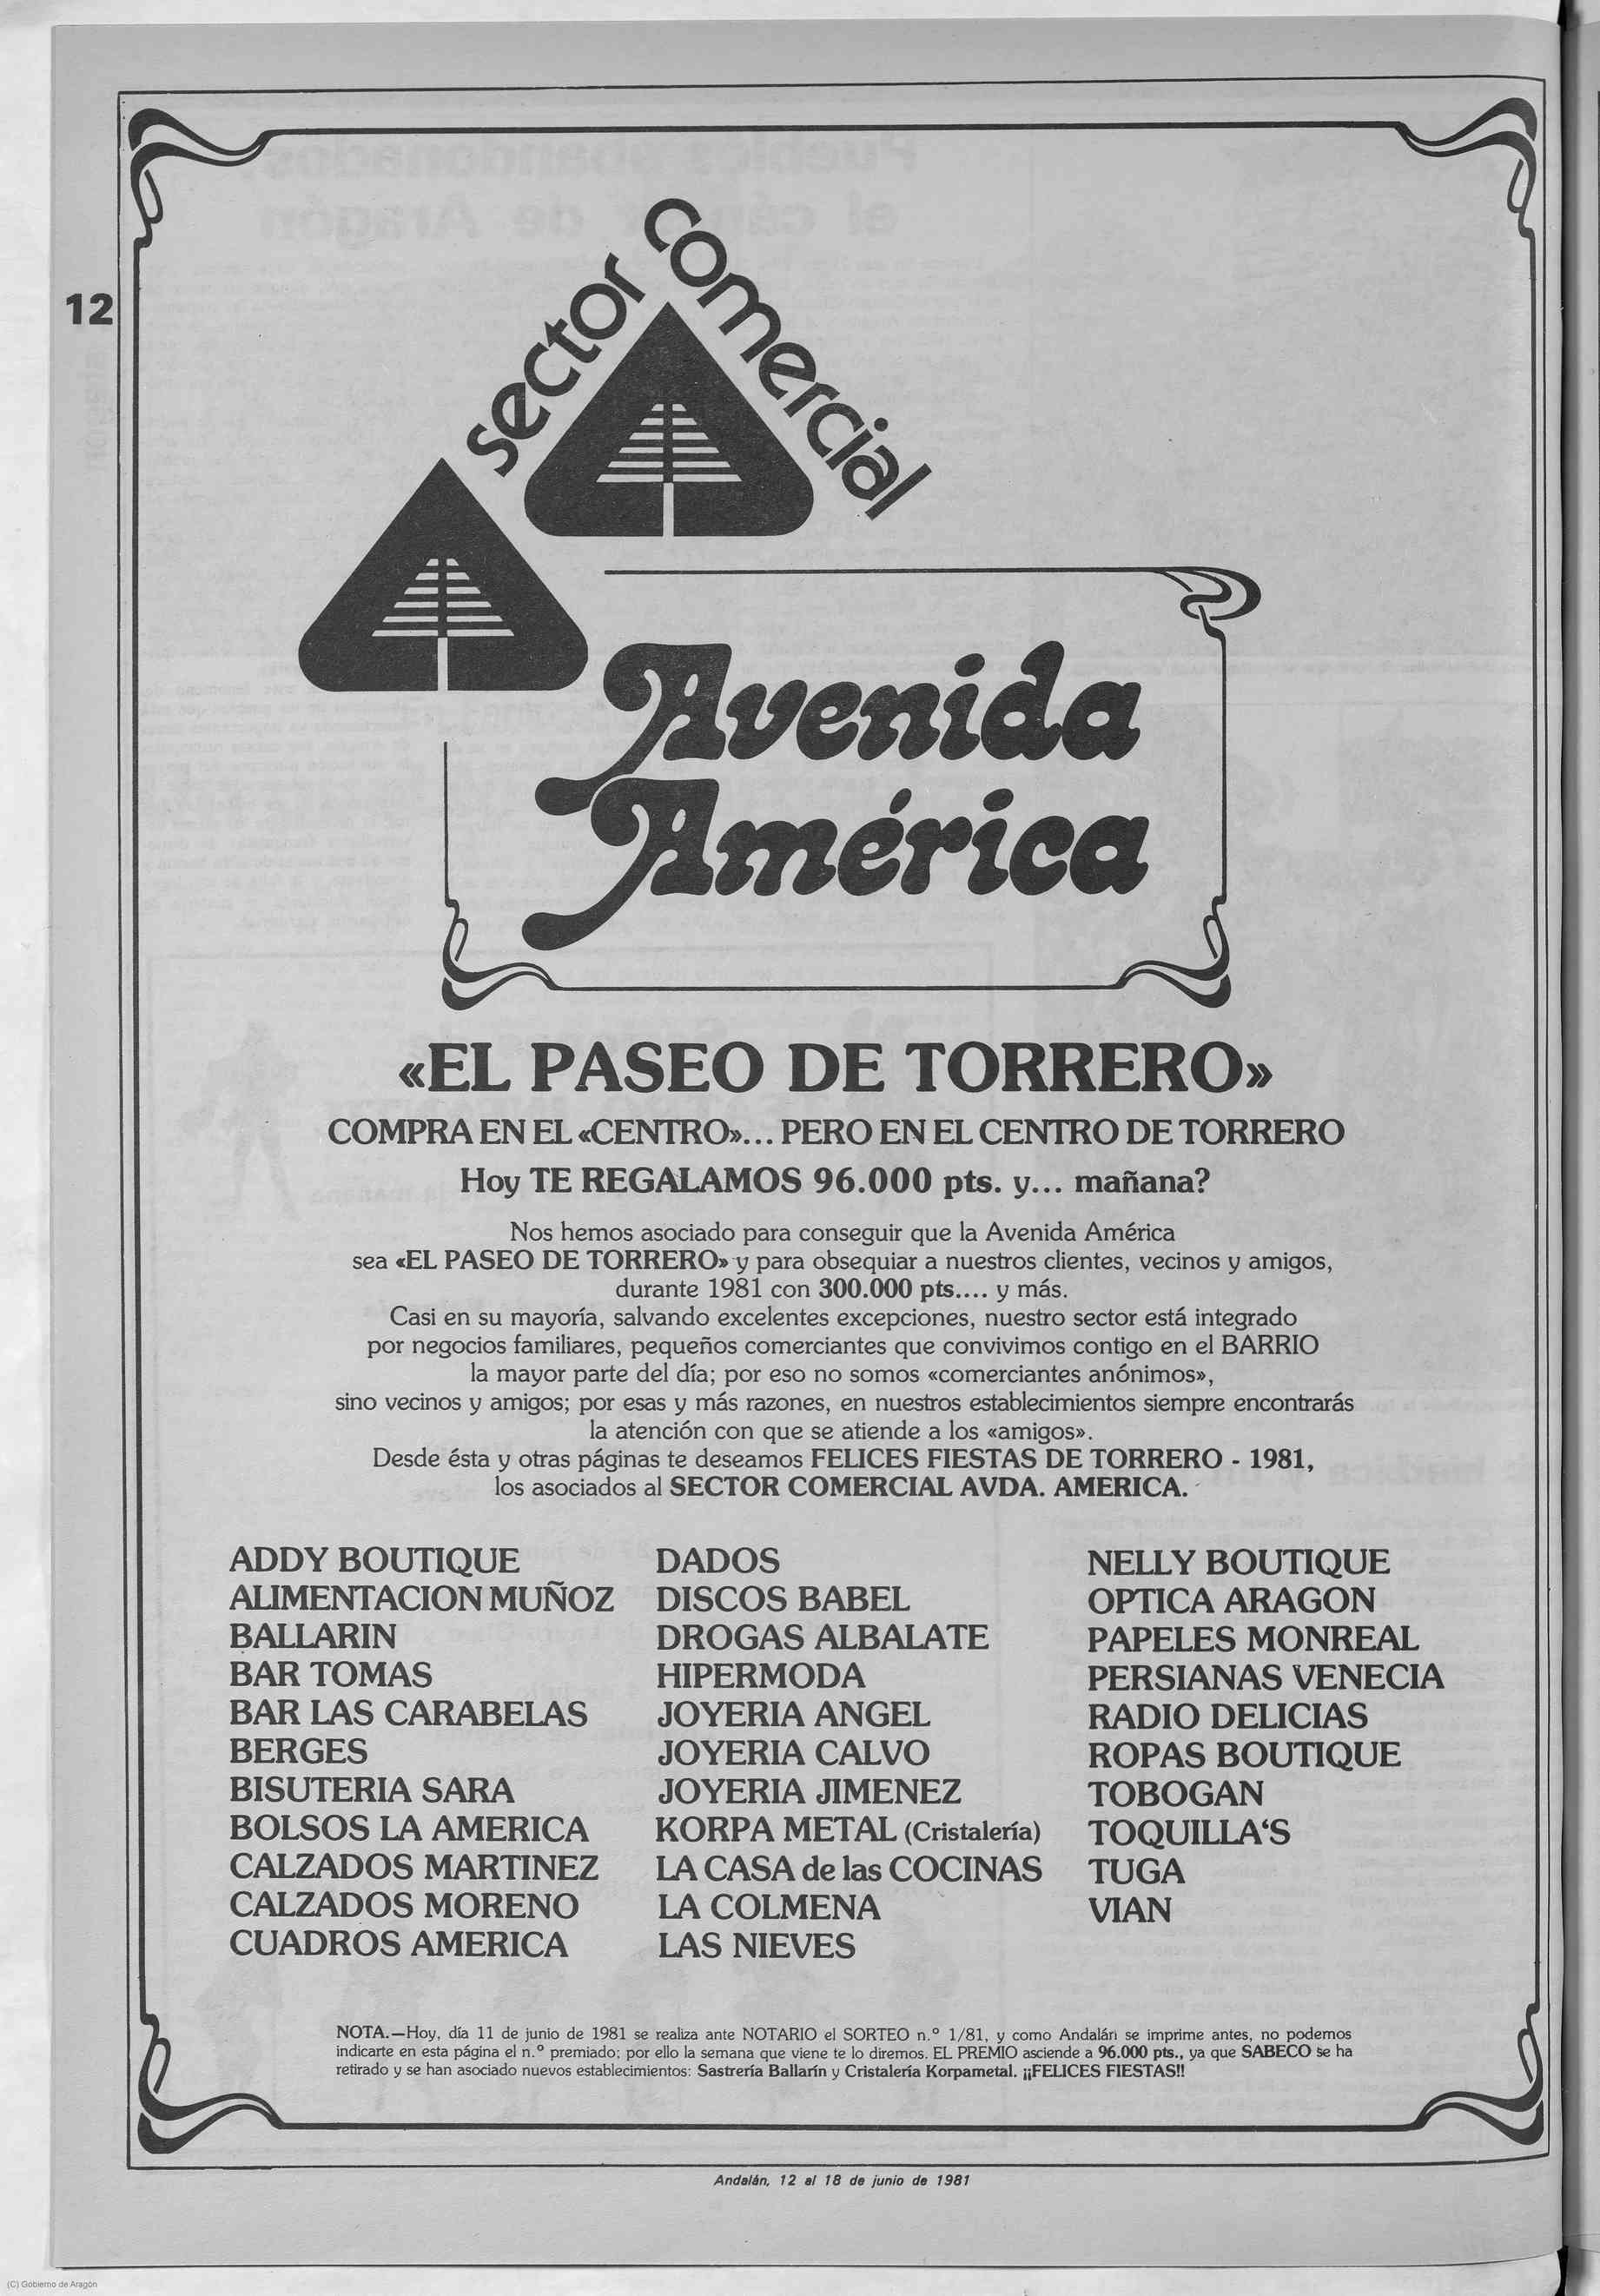 12
sector comercial
Avenida
América
«EL PASEO DE TORRERO»
COMPRA EN EL «CENTRO»... PERO EN EL CENTRO DE TORRERO
Hoy TE REGALAMOS 96.000 pts. y... mañana?
Nos hemos asociado para conseguir que la Avenida América
sea «EL PASEO DE TORRERO» y para obsequiar a nuestros clientes, vecinos y amigos,
durante 1981 con 300.000 pts.... y más.
Casi en su mayoría, salvando excelentes excepciones, nuestro sector está integrado
por negocios familiares, pequeños comerciantes que convivimos contigo en el BARRIO
la mayor parte del día; por eso no somos «comerciantes anónimos»,
sino vecinos y amigos; por esas y más razones, en nuestros establecimientos siempre encontrarás
la atención con que se atiende a los «amigos».
Desde ésta y otras páginas te deseamos FELICES FIESTAS DE TORRERO - 1981,
los asociados al SECTOR COMERCIAL AVDA. AMERICA.
ADDY BOUTIQUE
ALIMENTACION MUÑOZ
BALLARIN
BAR TOMAS
BAR LAS CARABELAS
BERGES
BISUTERIA SARA
BOLSOS LA AMERICA
CALZADOS MARTINEZ
CALZADOS MORENO
CUADROS AMERICA
DADOS
DISCOS BABEL
DROGAS ALBALATE
HIPERMODA
JOYERIA ANGEL
JOYERIA CALVO
JOYERIA JIMENEZ
KORPA METAL (Cristalería)
LA CASA de las COCINAS
LA COLMENA
LAS NIEVES
NELLY BOUTIQUE
OPTICA ARAGON
PAPELES MONREAL
PERSIANAS VENECIA
RADIO DELICIAS
ROPAS BOUTIQUE
TOBOGAN
TOQUILLA‘S
TUGA
VIAN
NOTA.—Hoy, día 11 de junio de 1981 se realiza ante NOTARIO el SORTEO n.º 1/81, y como Andalán se imprime antes, no podemos
indicarte en esta página el n.º premiado; por ello la semana que viene te lo diremos. EL PREMIO asciende a 96.000 pts., ya que SABECO se ha
retirado y se han asociado nuevos establecimientos: Sastrería Ballarín y Cristalería Korpametal. ¡¡FELICES FIESTAS!!
Andalán, 12 al 18 de junio de 1981
(C) Gobierno de Aragón